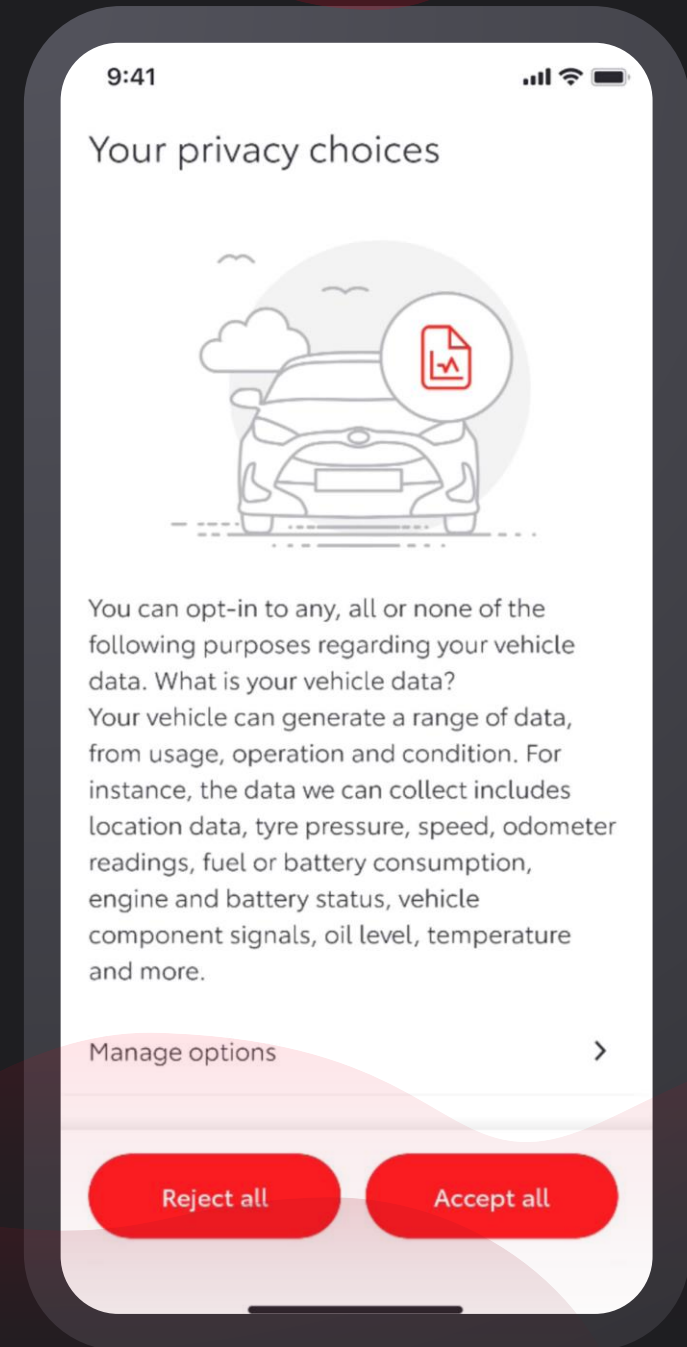 9:41
Your privacy choices
You can opt-in to any, all or none of the
following purposes regarding your vehicle
data. What is your vehicle data?
Your vehicle can generate a range of data,
from usage, operation and condition. For
instance, the data we can collect includes
location data, tyre pressure, speed, odometer
readings, fuel or battery consumption,
engine and battery status, vehicle
component signals, oil level, temperature
and more.
Manage options
Reject all
Accept all